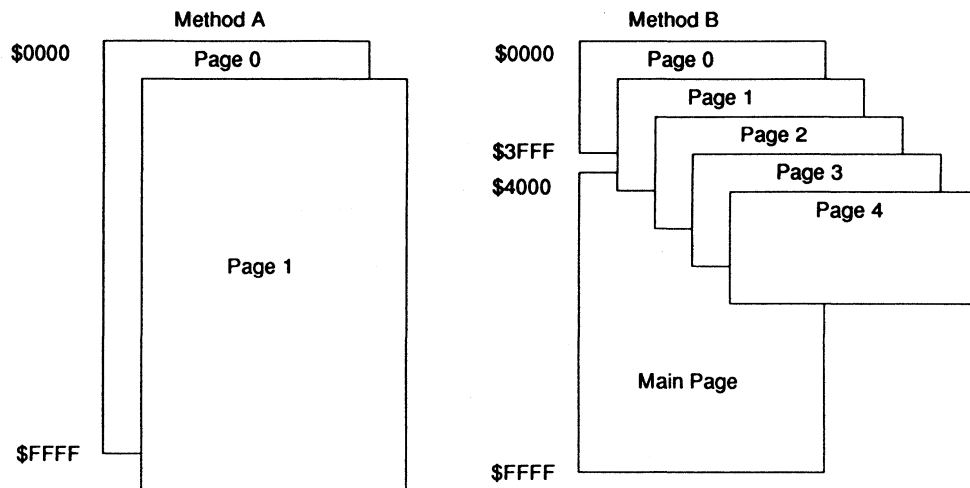 Method A
$0000
Page 0
Page 1
$FFFF
Method B
$0000
Page 0
Page 1
Page 2
$3FFF
Page 3
$4000
Page 4
Main Page
$FFFF